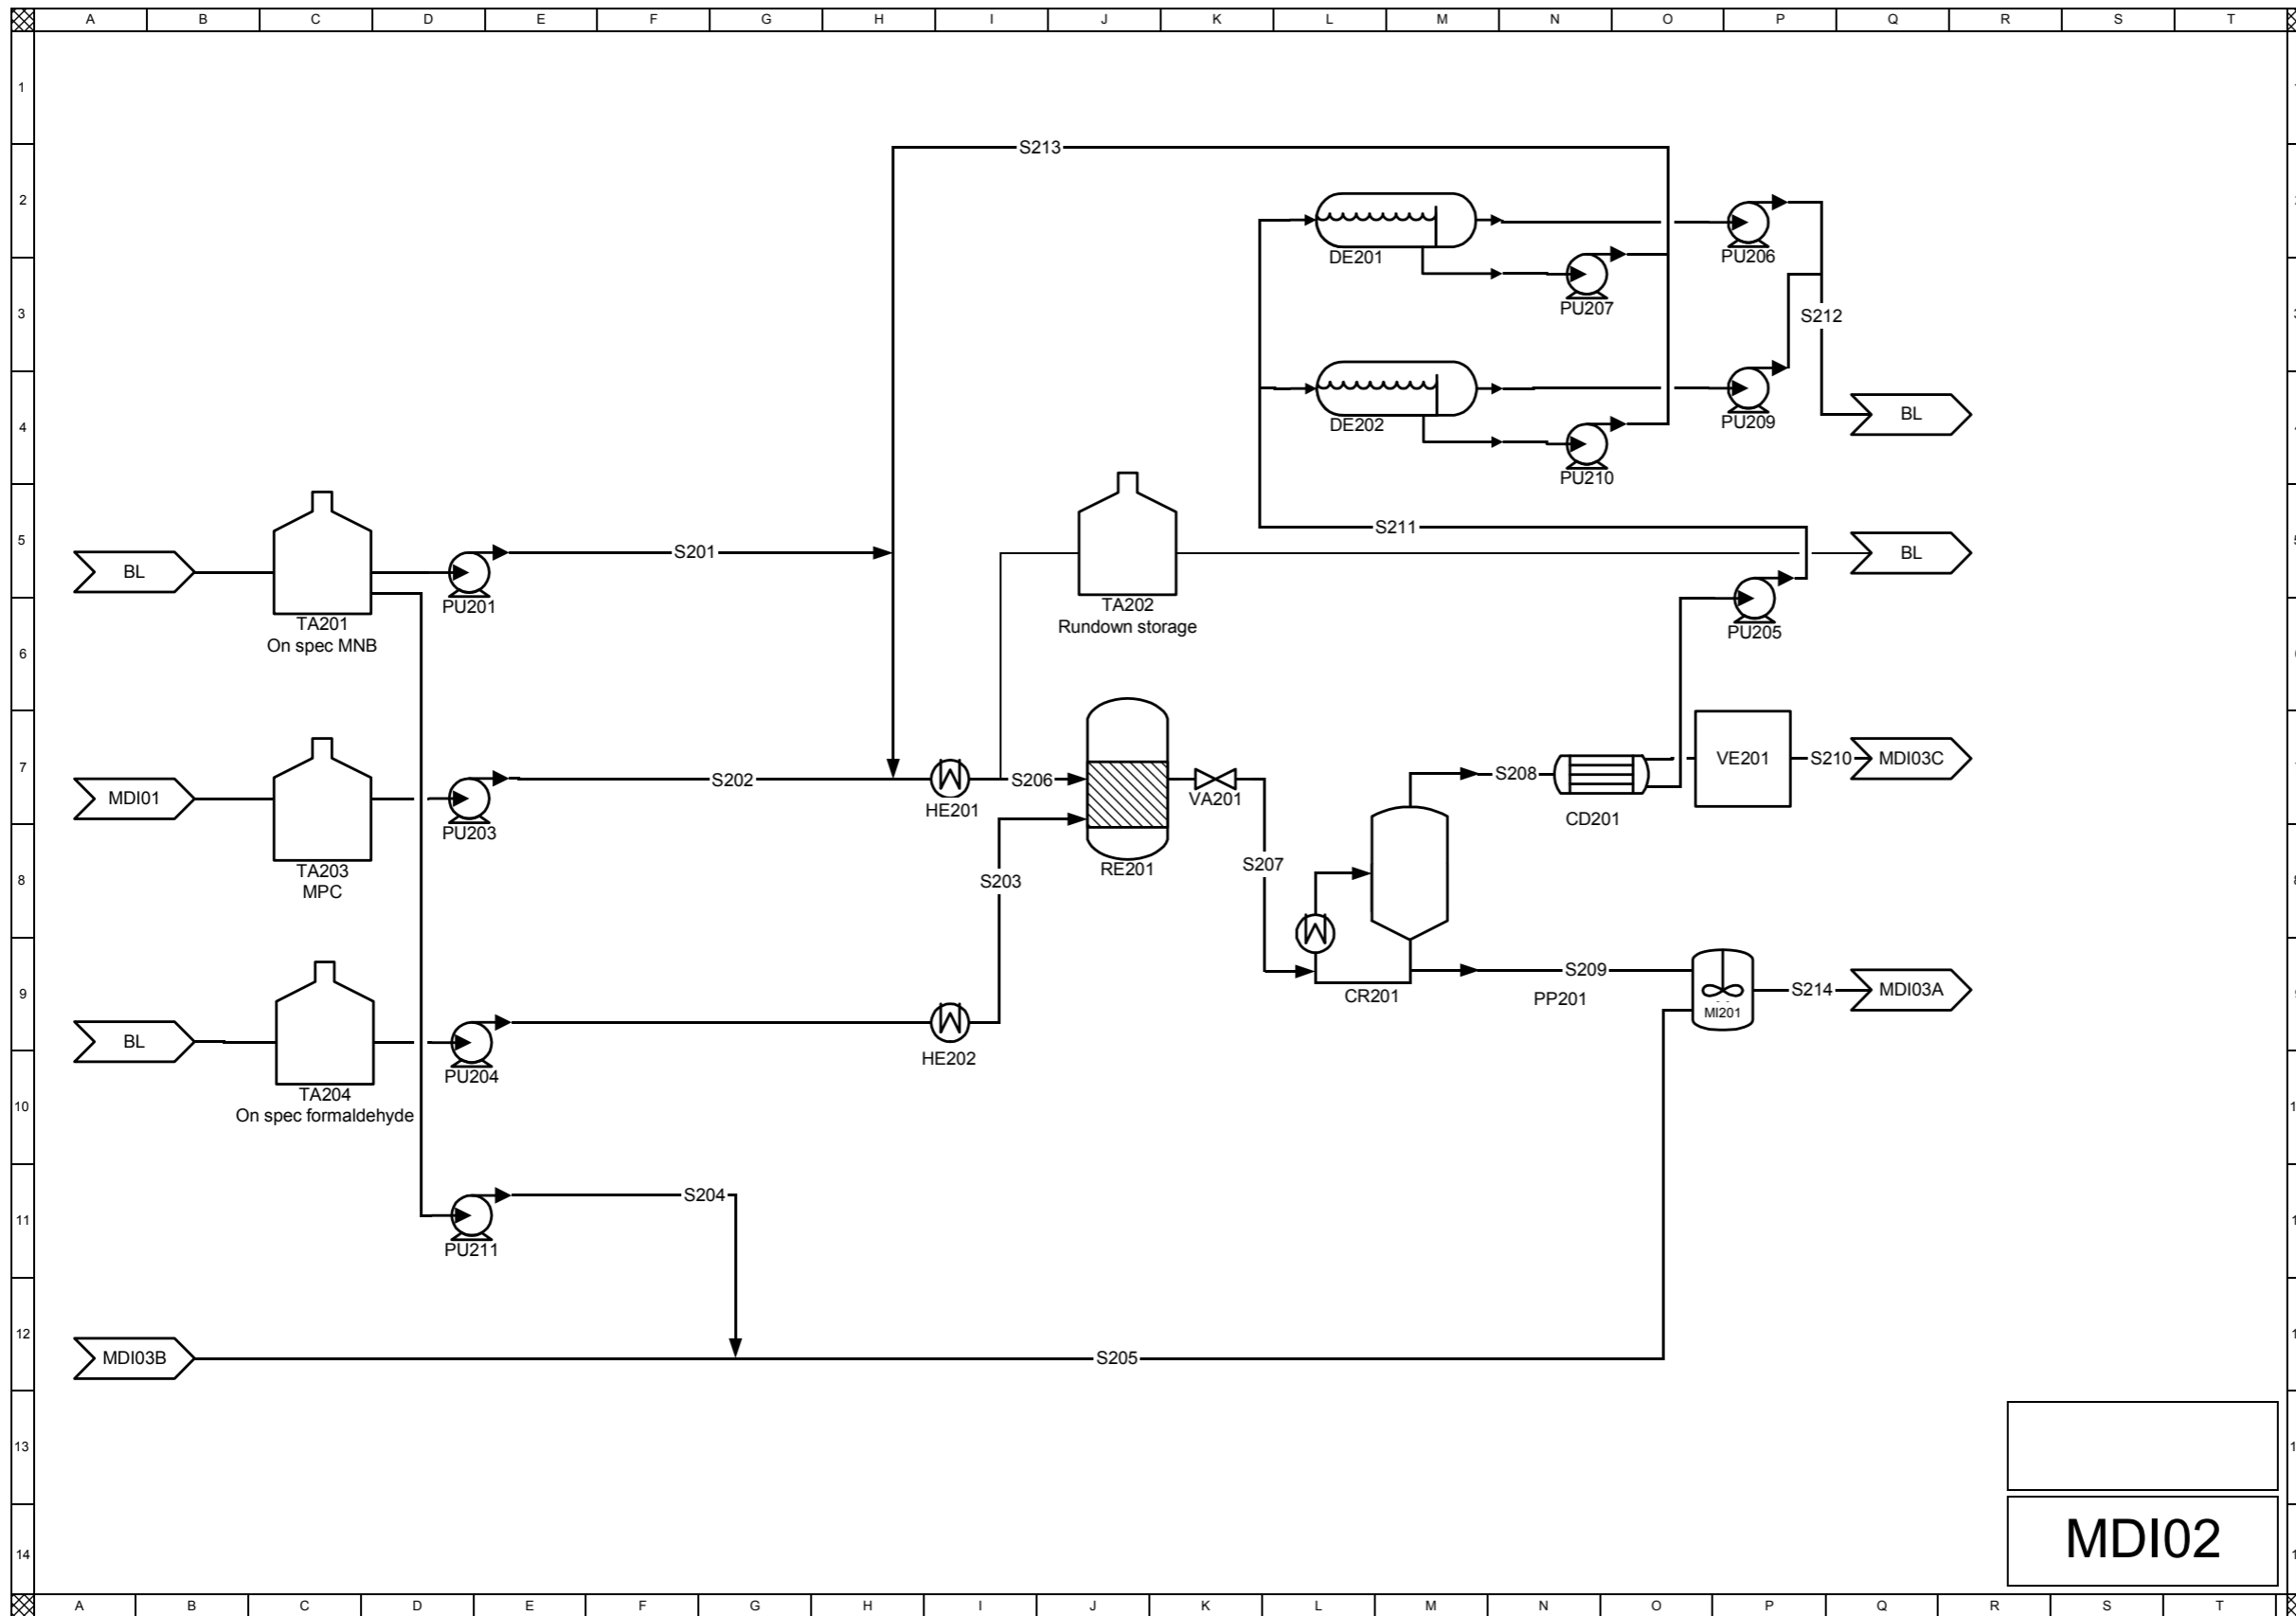 A B C D E F G H I J K L M N O P Q R S T
1
S213
2
DE201
PU206
PU207
3
S212
DE202
PU209
BL
4
PU210
S211
5
S201
BL
BL
PU201
TA202
TA201
Rundown storage
PU205
On spec MNB
6
7
MDI01
S202
S206
S208
VE201
S210
MDI03C
HE201
VA201
CD201
PU203
S207
TA203
RE201
S203
8
MPC
S209
9
CR201
PP201
S214
MDI03A
MI201
BL
HE202
PU204
TA204
10
On spec formaldehyde
S204
11
PU211
12
MDI03B
S205
13
MDI02
14
A B C D E F G H I J K L M N O P Q R S T